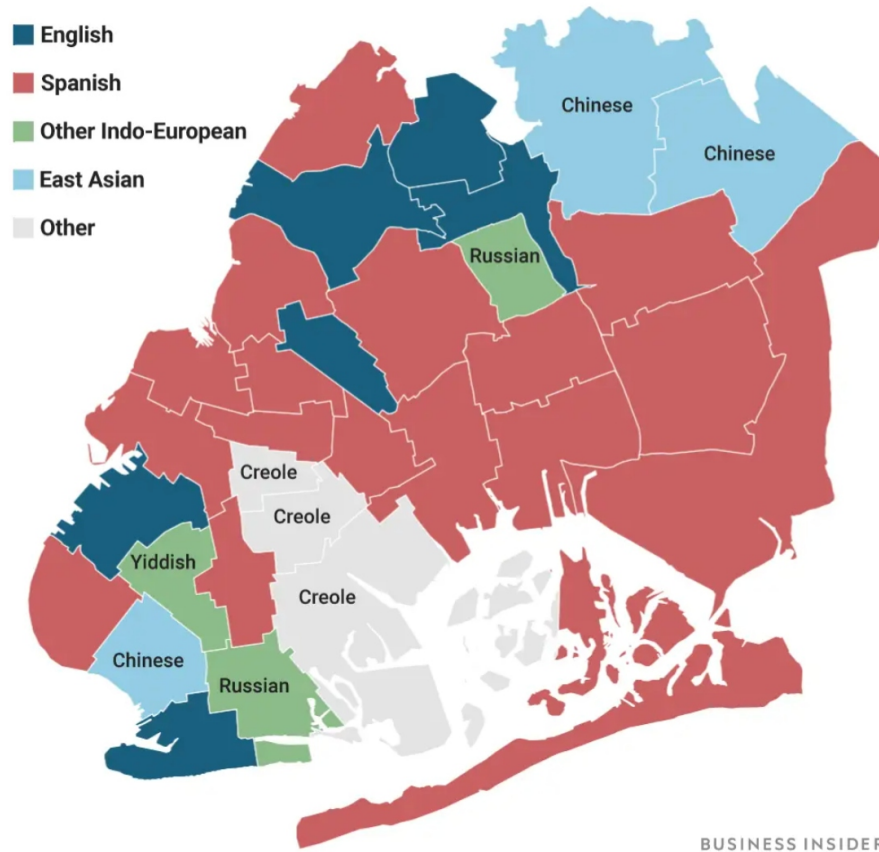 English
Spanish
Other Indo-European
East Asian
Other
Chinese
Chinese
Russian
Creole
Creole
Yiddish
Creole
Chinese
Russian
BUSINESS INSIDER